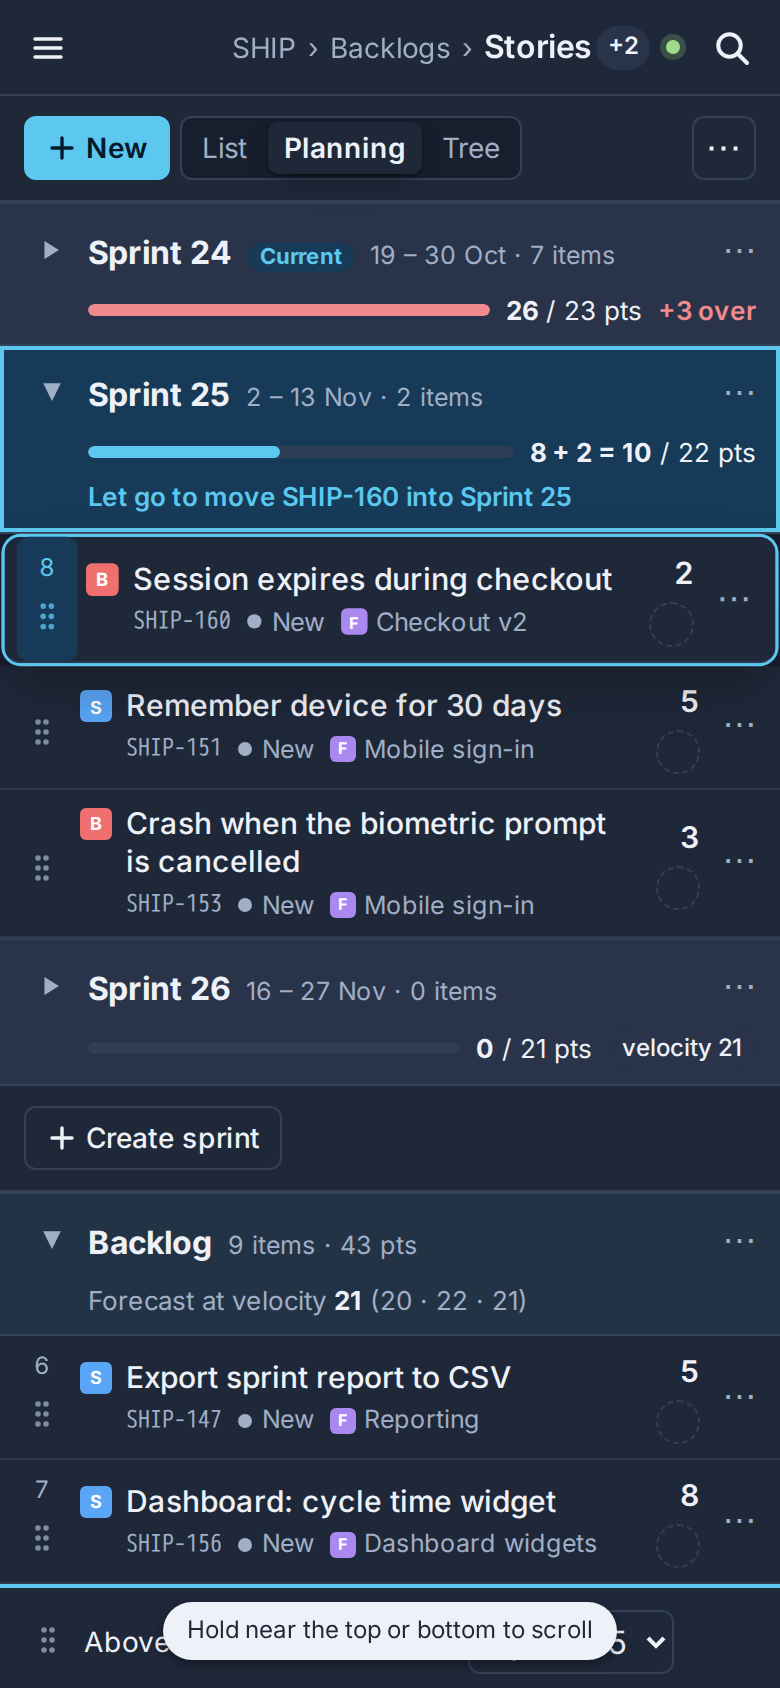 SHIP › Backlogs › Stories +2
+ New List Planning Tree ...
Sprint 24 Current 19 – 30 Oct · 7 items ...
26 / 23 pts +3 over
Sprint 25 2 – 13 Nov · 2 items ...
8 + 2 = 10 / 22 pts
Let go to move SHIP-160 into Sprint 25
8 B Session expires during checkout 2 ...
SHIP-160 New F Checkout v2
S Remember device for 30 days 5 ...
SHIP-151 New F Mobile sign-in
B Crash when the biometric prompt 3 ...
is cancelled
SHIP-153 New F Mobile sign-in
Sprint 26 16 – 27 Nov · 0 items ...
0 / 21 pts velocity 21
+ Create sprint
Backlog 9 items · 43 pts ...
Forecast at velocity 21 (20 · 22 · 21)
6 S Export sprint report to CSV 5 ...
SHIP-147 New F Reporting
7 S Dashboard: cycle time widget 8 ...
SHIP-156 New F Dashboard widgets
Above 5
Hold near the top or bottom to scroll